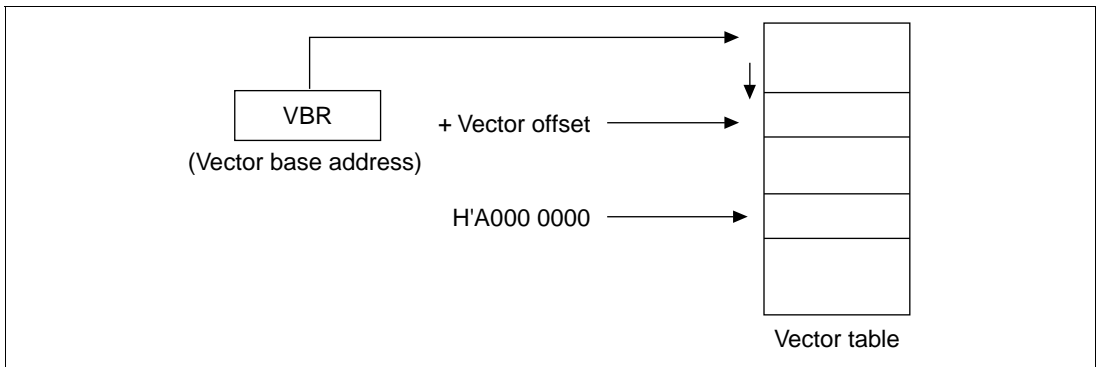 VBR
(Vector base address)
+ Vector offset
H'A000 0000
Vector table